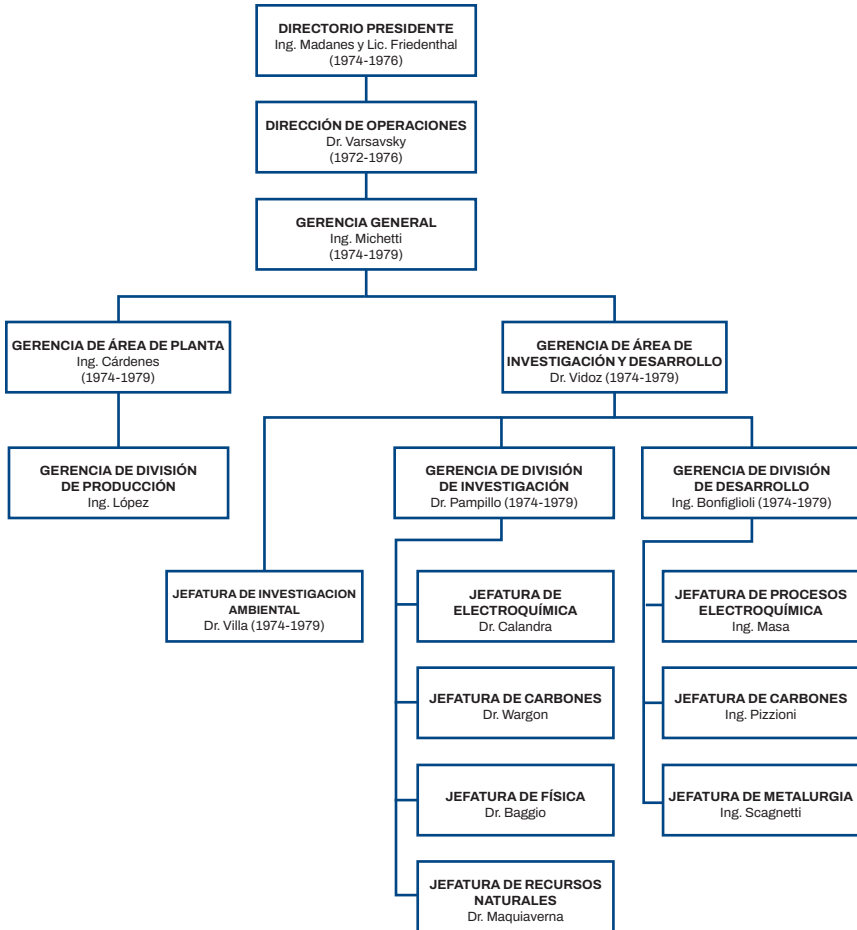 DIRECTORIO PRESIDENTE
Ing. Madanes y Lic. Friedenthal
(1974-1976)
DIRECCIÓN DE OPERACIONES
Dr. Varsavsky
(1972-1976)
GERENCIA GENERAL
Ing. Michetti
(1974-1979)
GERENCIA DE ÁREA DE PLANTA
Ing. Cárdenes
(1974-1979)
GERENCIA DE ÁREA DE
INVESTIGACIÓN Y DESARROLLO
Dr. Vidoz (1974-1979)
GERENCIA DE DIVISIÓN
DE PRODUCCIÓN
Ing. López
GERENCIA DE DIVISIÓN
DE INVESTIGACIÓN
Dr. Pampillo (1974-1979)
GERENCIA DE DIVISIÓN
DE DESARROLLO
Ing. Bonfiglioli (1974-1979)
JEFATURA DE INVESTIGACION
AMBIENTAL
Dr. Villa (1974-1979)
JEFATURA DE
ELECTROQUÍMICA
Dr. Calandra
JEFATURA DE PROCESOS
ELECTROQUÍMICA
Ing. Masa
JEFATURA DE CARBONES
Dr. Wargon
JEFATURA DE CARBONES
Ing. Pizzioni
JEFATURA DE FÍSICA
Dr. Baggio
JEFATURA DE METALURGIA
Ing. Scagnetti
JEFATURA DE RECURSOS
NATURALES
Dr. Maquiaverna